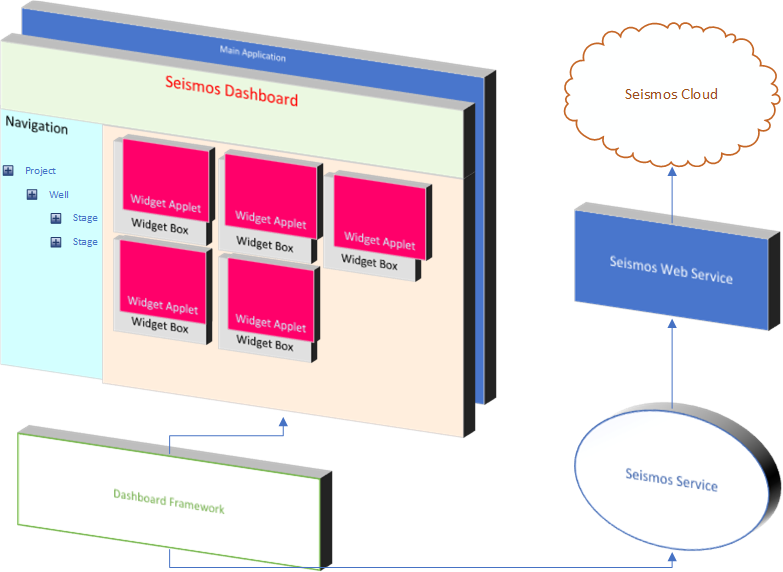 Main Application
Seismos Dashboard
Navigation
Project
Well
Stage
Stage
Widget Applet
Widget Box
Widget Applet
Widget Box
Widget Applet
Widget Box
Widget Applet
Widget Box
Widget Applet
Widget Box
Seismos Cloud
Seismos Web Service
Seismos Service
Dashboard Framework